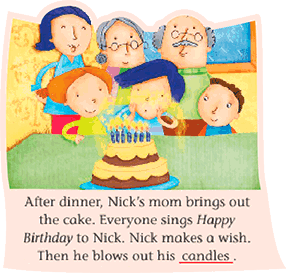 After dinner, Nick's mom brings out
the cake. Everyone sings Happy
Birthday to Nick. Nick makes a wish.
Then he blows out his candles .